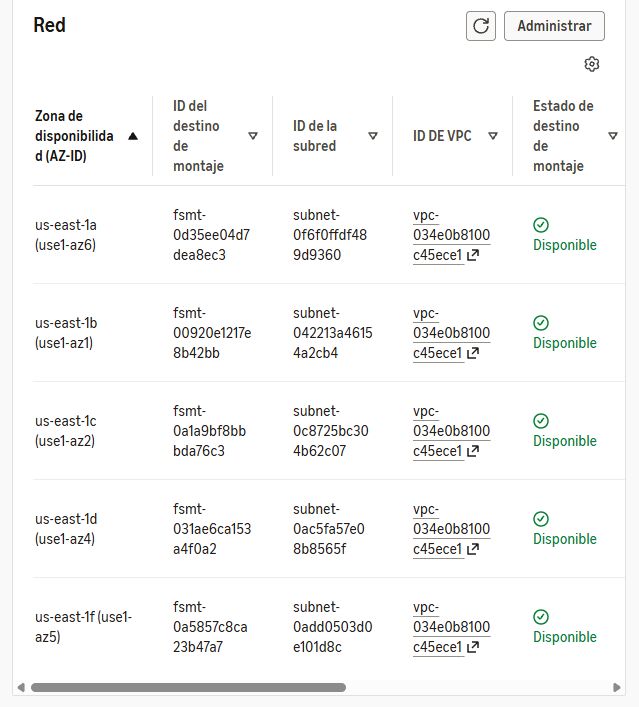 Red
Administrar
Zona de
disponibilida
d (AZ-ID)
ID del
destino
de
montaje
ID de la
subred
ID DE VPC
Estado de
destino
de
montaje
us-east-1a
(use1-az6)
fsmt-
0d35ee04d7
dea8ec3
subnet-
0f6f0ffdf48
9d9360
vpc-
034e0b8100
c45ece1
Disponible
us-east-1b
(use1-az1)
fsmt-
00920e1217e
8b42bb
subnet-
042213a4615
4a2cb4
vpc-
034e0b8100
c45ece1
Disponible
us-east-1c
(use1-az2)
fsmt-
0a1a9bf8bb
bda76c3
subnet-
0c8725bc30
4b62c07
vpc-
034e0b8100
c45ece1
Disponible
us-east-1d
(use1-az4)
fsmt-
031ae6ca153
a4f0a2
subnet-
0ac5fa57e0
8b8565f
vpc-
034e0b8100
c45ece1
Disponible
us-east-1f (use1-
az5)
fsmt-
0a5857c8ca
23b47a7
subnet-
0add0503d0
e101d8c
vpc-
034e0b8100
c45ece1
Disponible